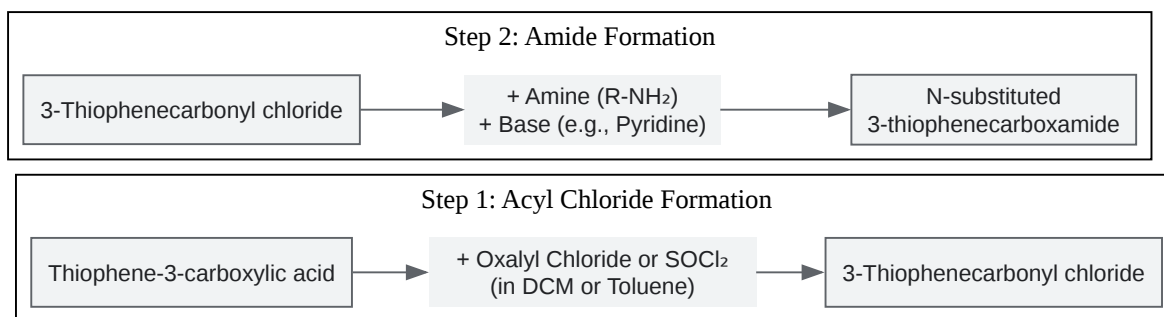 Step 2: Amide Formation
3-Thiophenecarbonyl chloride
+ Amine (R-NH₂)
+ Base (e.g., Pyridine)
N-substituted
3-thiophenecarboxamide
Step 1: Acyl Chloride Formation
Thiophene-3-carboxylic acid
+ Oxalyl Chloride or SOCl₂
(in DCM or Toluene)
3-Thiophenecarbonyl chloride